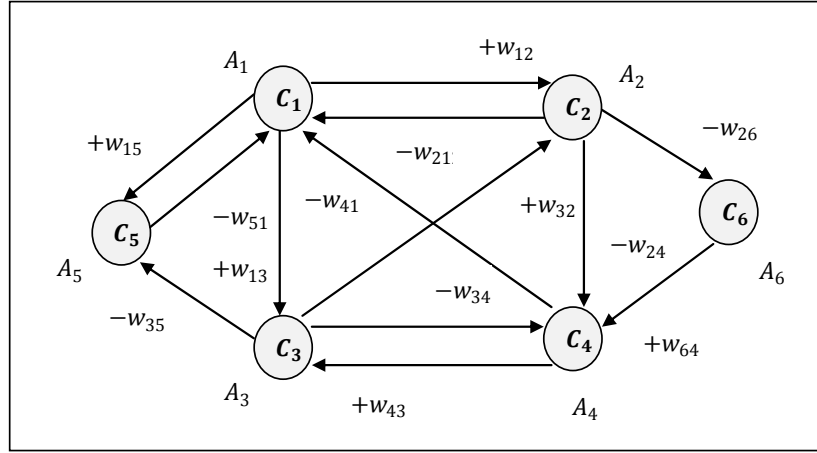 +w₁₂
A₁
A₂
C₁
C₂
+w₁₅
−w₂₆
−w₂₁
−w₄₁
−w₅₁
+w₃₂
C₅
C₆
−w₂₄
A₅
+w₁₃
A₆
−w₃₄
−w₃₅
C₃
C₄
+w₆₄
A₃
+w₄₃
A₄